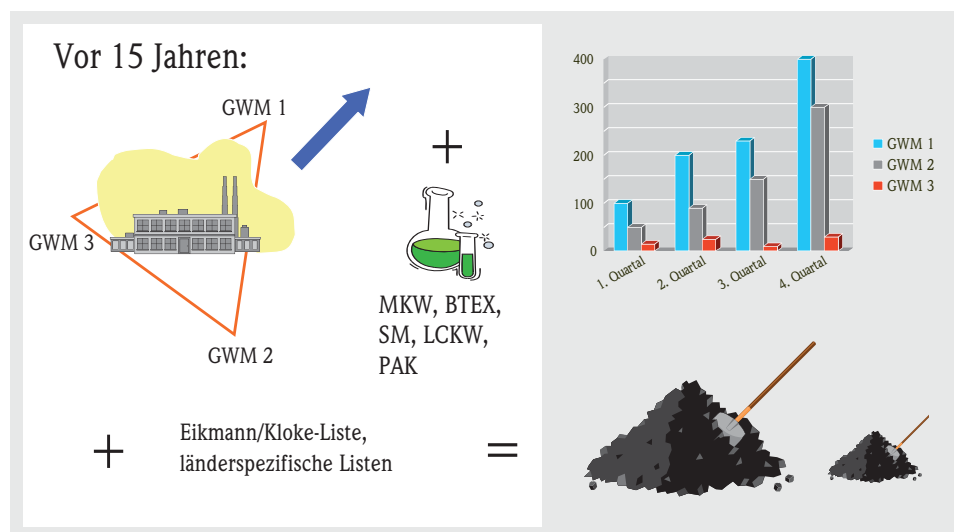 Vor 15 Jahren:
GWM 1
GWM 3
GWM 2
+
MKW, BTEX,
SM, LCKW,
PAK
+
Eikmann/Kloke-Liste,
länderspezifische Listen
=
400
300
200
100
0
1. Quartal
2. Quartal
3. Quartal
4. Quartal
GWM 1
GWM 2
GWM 3